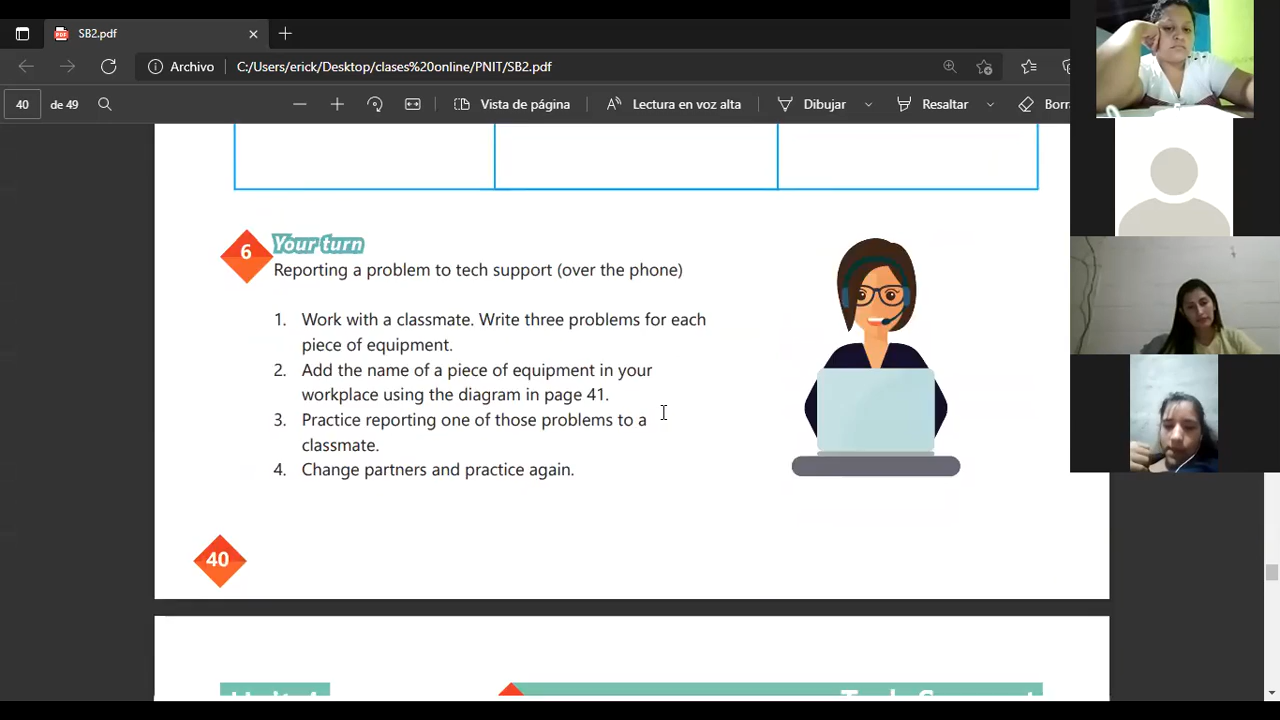 SB2.pdf
Archivo C:/Users/erick/Desktop/clases%20online/PNIT/SB2.pdf
40 de 49 Vista de página Lectura en voz alta Dibujar Resaltar Borra
6 Your turn
Reporting a problem to tech support (over the phone)
1. Work with a classmate. Write three problems for each
piece of equipment.
2. Add the name of a piece of equipment in your
workplace using the diagram in page 41.
3. Practice reporting one of those problems to a
classmate.
4. Change partners and practice again.
40